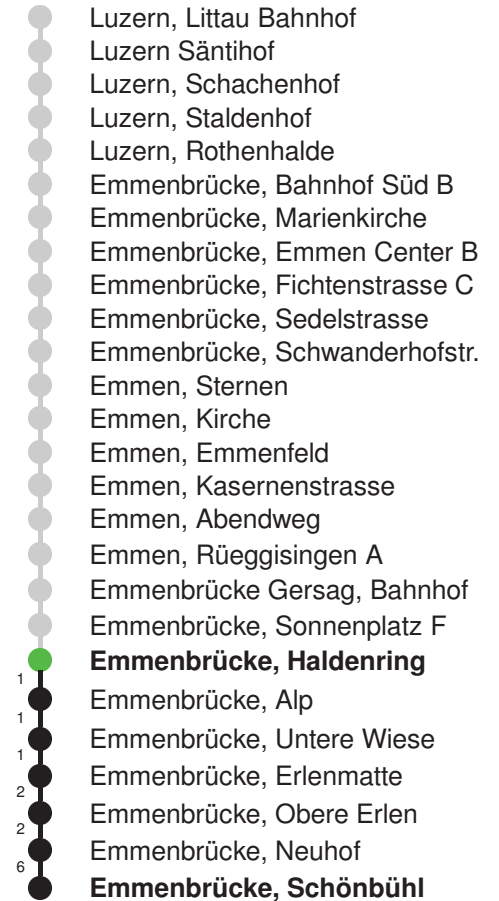 Luzern, Littau Bahnhof
Luzern Säntihof
Luzern, Schachenhof
Luzern, Staldenhof
Luzern, Rothenhalde
Emmenbrücke, Bahnhof Süd B
Emmenbrücke, Marienkirche
Emmenbrücke, Emmen Center B
Emmenbrücke, Fichtenstrasse C
Emmenbrücke, Sedelstrasse
Emmenbrücke, Schwanderhofstr.
Emmen, Sternen
Emmen, Kirche
Emmen, Emmenfeld
Emmen, Kasernenstrasse
Emmen, Abendweg
Emmen, Rüeggisingen A
Emmenbrücke Gersag, Bahnhof
Emmenbrücke, Sonnenplatz F
Emmenbrücke, Haldenring
1
Emmenbrücke, Alp
1
Emmenbrücke, Untere Wiese
1
Emmenbrücke, Erlenmatte
2
Emmenbrücke, Obere Erlen
2
Emmenbrücke, Neuhof
6
Emmenbrücke, Schönbühl